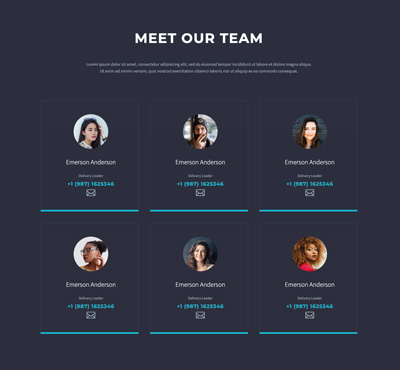 MEET OUR TEAM
Lorem ipsum dolor sit amet, consectetur adipiscing elit, sed do eiusmod tempor incididunt ut labore et dolore magna
aliqua. Ut enim ad minim veniam, quis nostrud exercitation ullamco laboris nisi ut aliquip ex ea commodo consequat.
Emerson Anderson
Delivery Leader
+1 (987) 1625346
Emerson Anderson
Delivery Leader
+1 (987) 1625346
Emerson Anderson
Delivery Leader
+1 (987) 1625346
Emerson Anderson
Delivery Leader
+1 (987) 1625346
Emerson Anderson
Delivery Leader
+1 (987) 1625346
Emerson Anderson
Delivery Leader
+1 (987) 1625346